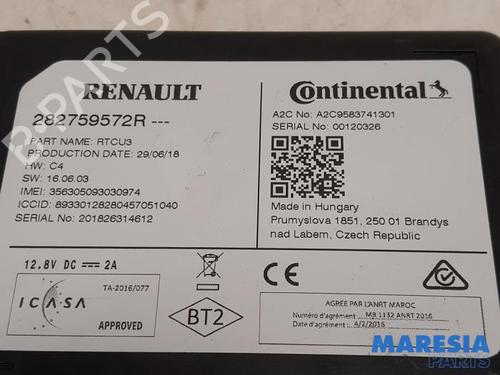 RENAULT
282759572R ---
PART NAME: RTCU3
PRODUCTION DATE: 29/06/18
HW: C4
SW: 16.06.03
IMEI: 356305093030974
ICCID: 89330128280457051040
SERIAL No: 201826314612
Continental
A2C No: A2C9583741301
SERIAL No: 00120326
Made in Hungary
Prumyslova 1851, 250 01 Brandys
nad Labem, Czech Republic
12.8V DC 2A
ICASA
TA-2016/077
APPROVED
BT2
CE
AGRÉE PAR L'ANRT MAROC
Numéro d'agrément : MR 1132 ANRT 2016
Date d'agrément : 4/2/2016
B-PARTS
MARESIA
PARTS